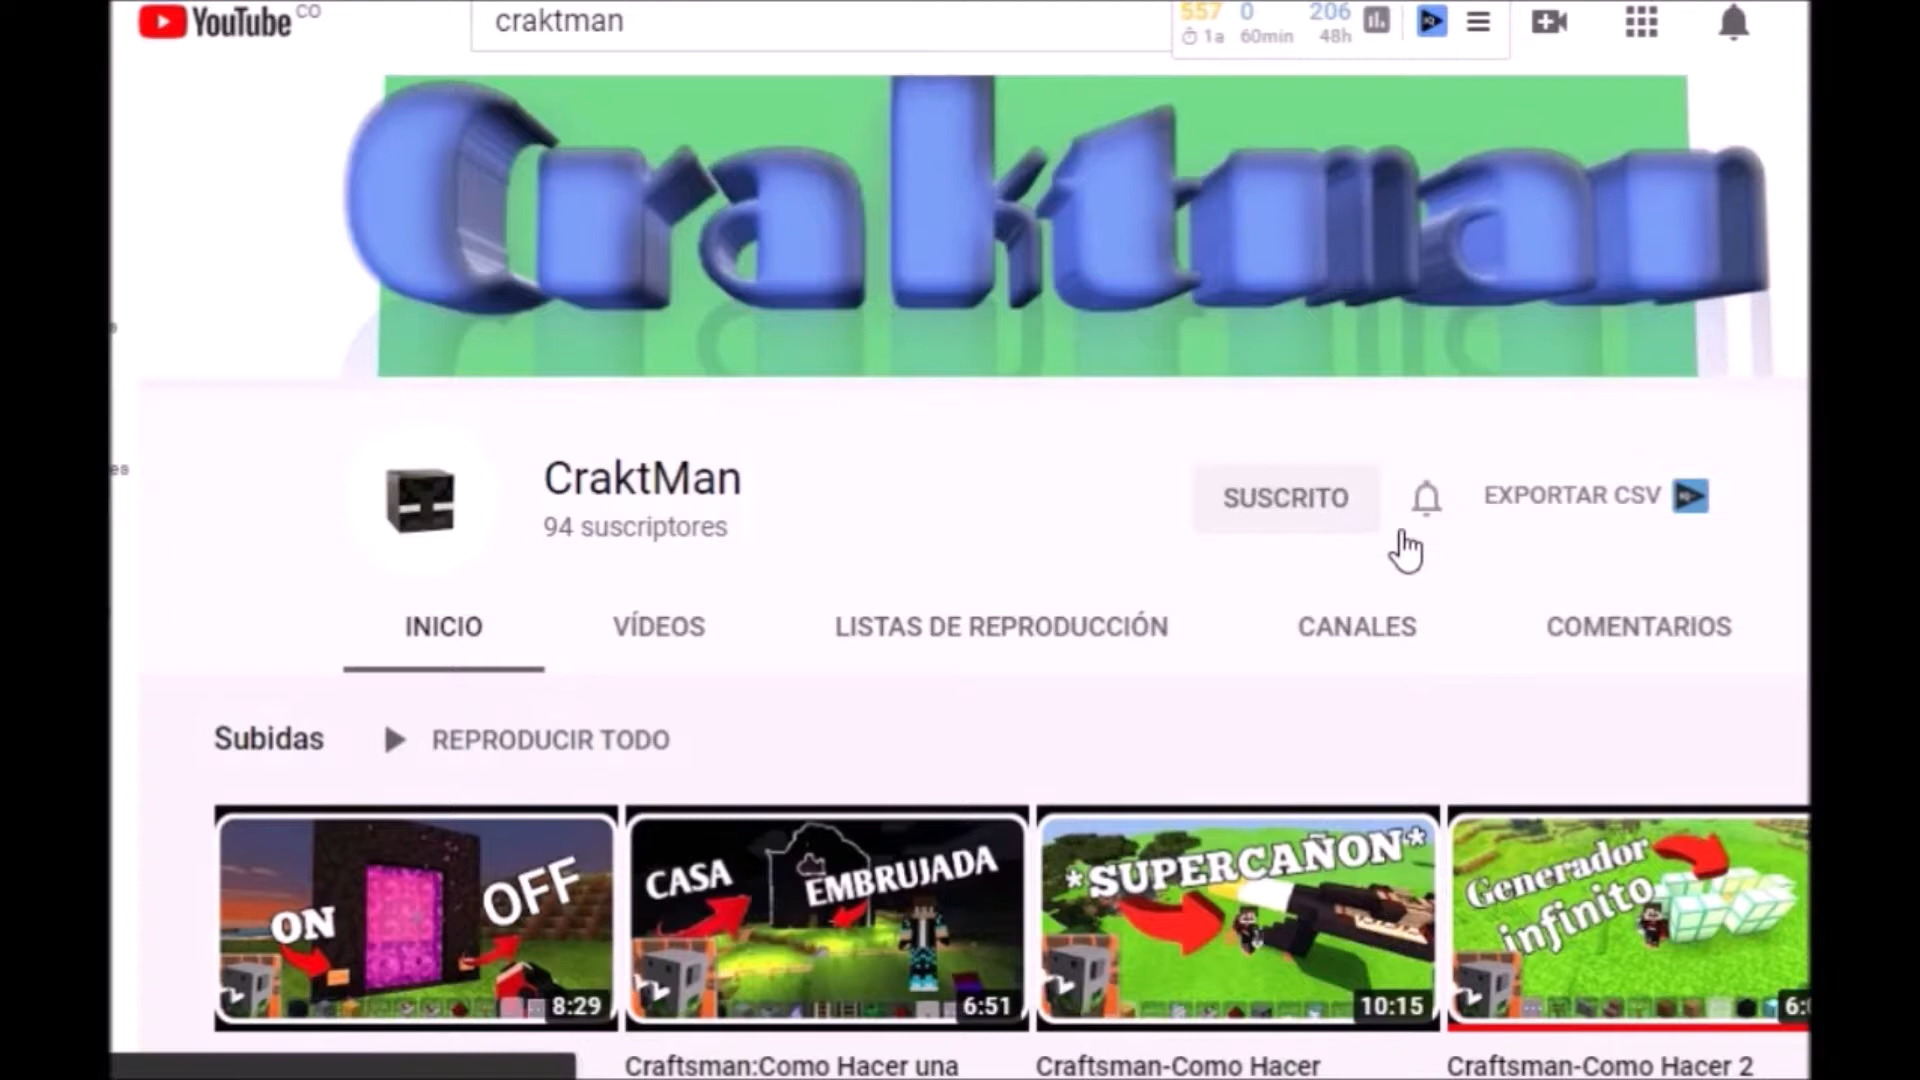 YouTube CO
craktman
557 0 206
1a 60min 48h
Craktman
CraktMan
94 suscriptores
SUSCRITO
EXPORTAR CSV
INICIO
VÍDEOS
LISTAS DE REPRODUCCIÓN
CANALES
COMENTARIOS
Subidas
REPRODUCIR TODO
ON
OFF
8:29
CASA
EMBRUJADA
6:51
*SUPERCAÑON*
10:15
Generador
infinito
Craftsman:Como Hacer una
Craftsman-Como Hacer
Craftsman-Como Hacer 2